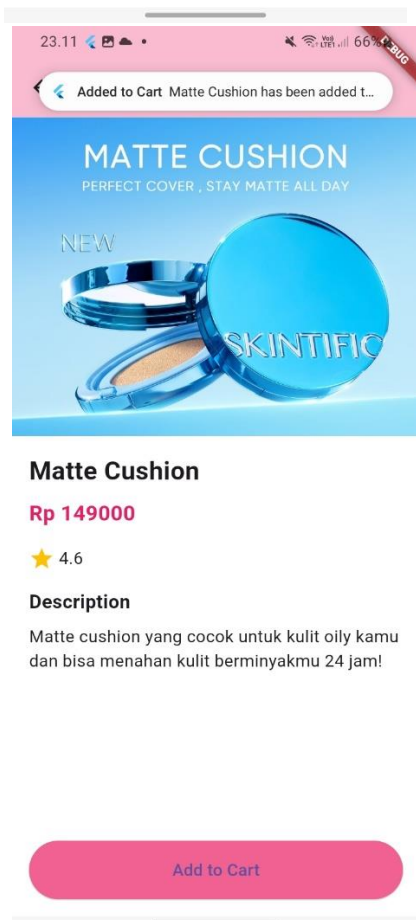 23.11
Vo))
LTE1
66%
DEBUG
Added to Cart Matte Cushion has been added t...
MATTE CUSHION
PERFECT COVER , STAY MATTE ALL DAY
NEW
SKINTIFIC
Matte Cushion
Rp 149000
4.6
Description
Matte cushion yang cocok untuk kulit oily kamu
dan bisa menahan kulit berminyakmu 24 jam!
Add to Cart